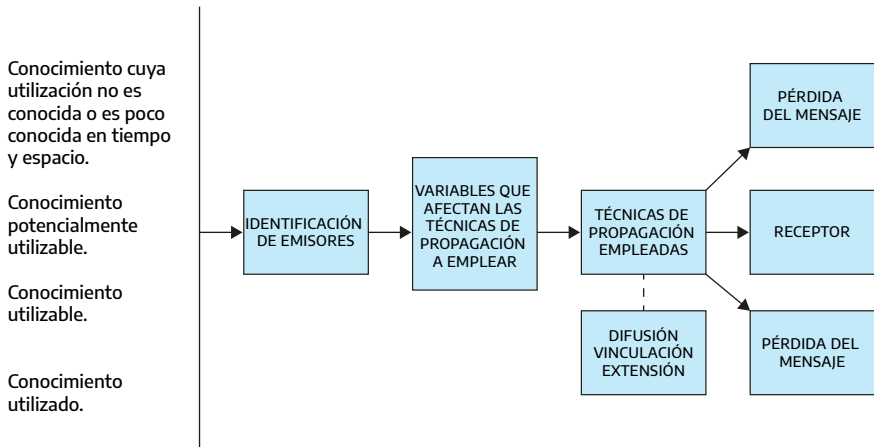 Conocimiento cuya
utilización no es
conocida o es poco
conocida en tiempo
y espacio.
Conocimiento
potencialmente
utilizable.
Conocimiento
utilizable.
Conocimiento
utilizado.
IDENTIFICACIÓN
DE EMISORES
VARIABLES QUE
AFECTAN LAS
TÉCNICAS DE
PROPAGACIÓN
A EMPLEAR
TÉCNICAS DE
PROPAGACIÓN
EMPLEADAS
DIFUSIÓN
VINCULACIÓN
EXTENSIÓN
PÉRDIDA
DEL MENSAJE
RECEPTOR
PÉRDIDA DEL
MENSAJE